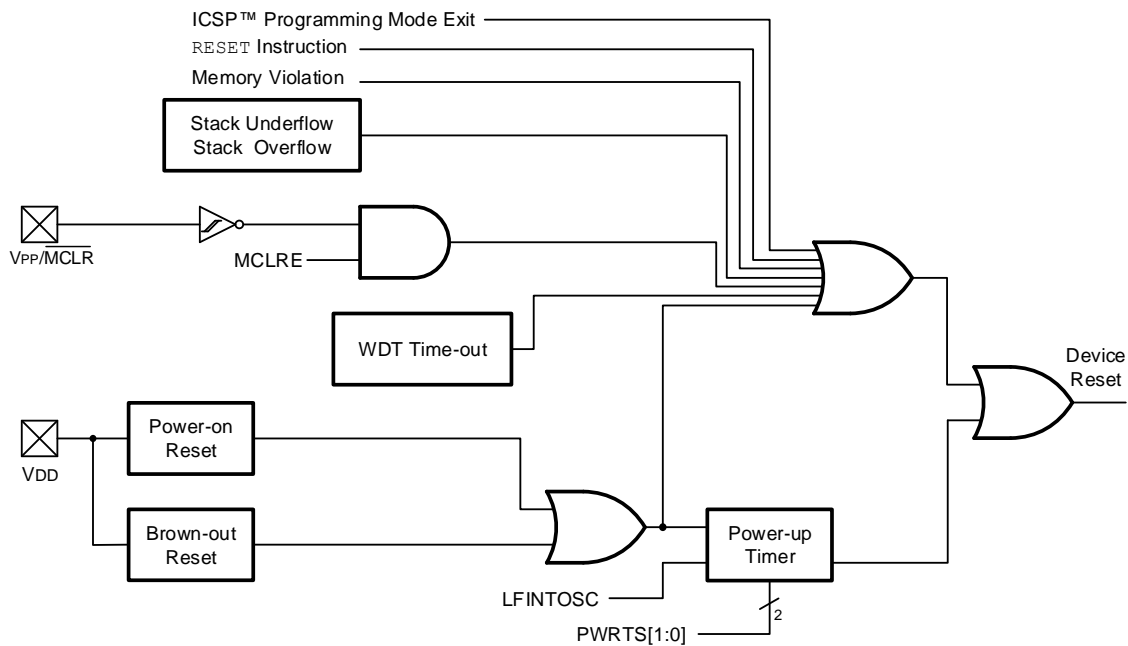 ICSP™ Programming Mode Exit
RESET Instruction
Memory Violation
Stack Underflow
Stack Overflow
VPP/MCLR
MCLRE
WDT Time-out
Device
Reset
Power-on
Reset
VDD
Brown-out
Reset
Power-up
Timer
LFINTOSC
2
PWRTS[1:0]